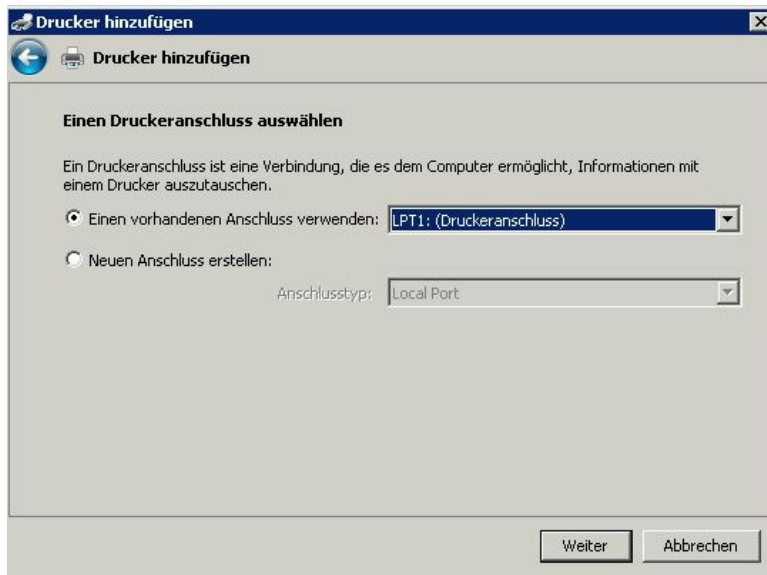 Drucker hinzufügen
Drucker hinzufügen
Einen Druckeranschluss auswählen
Ein Druckeranschluss ist eine Verbindung, die es dem Computer ermöglicht, Informationen mit
einem Drucker auszutauschen.
Einen vorhandenen Anschluss verwenden: LPT1: (Druckeranschluss)
Neuen Anschluss erstellen:
Anschlusstyp: Local Port
Weiter Abbrechen